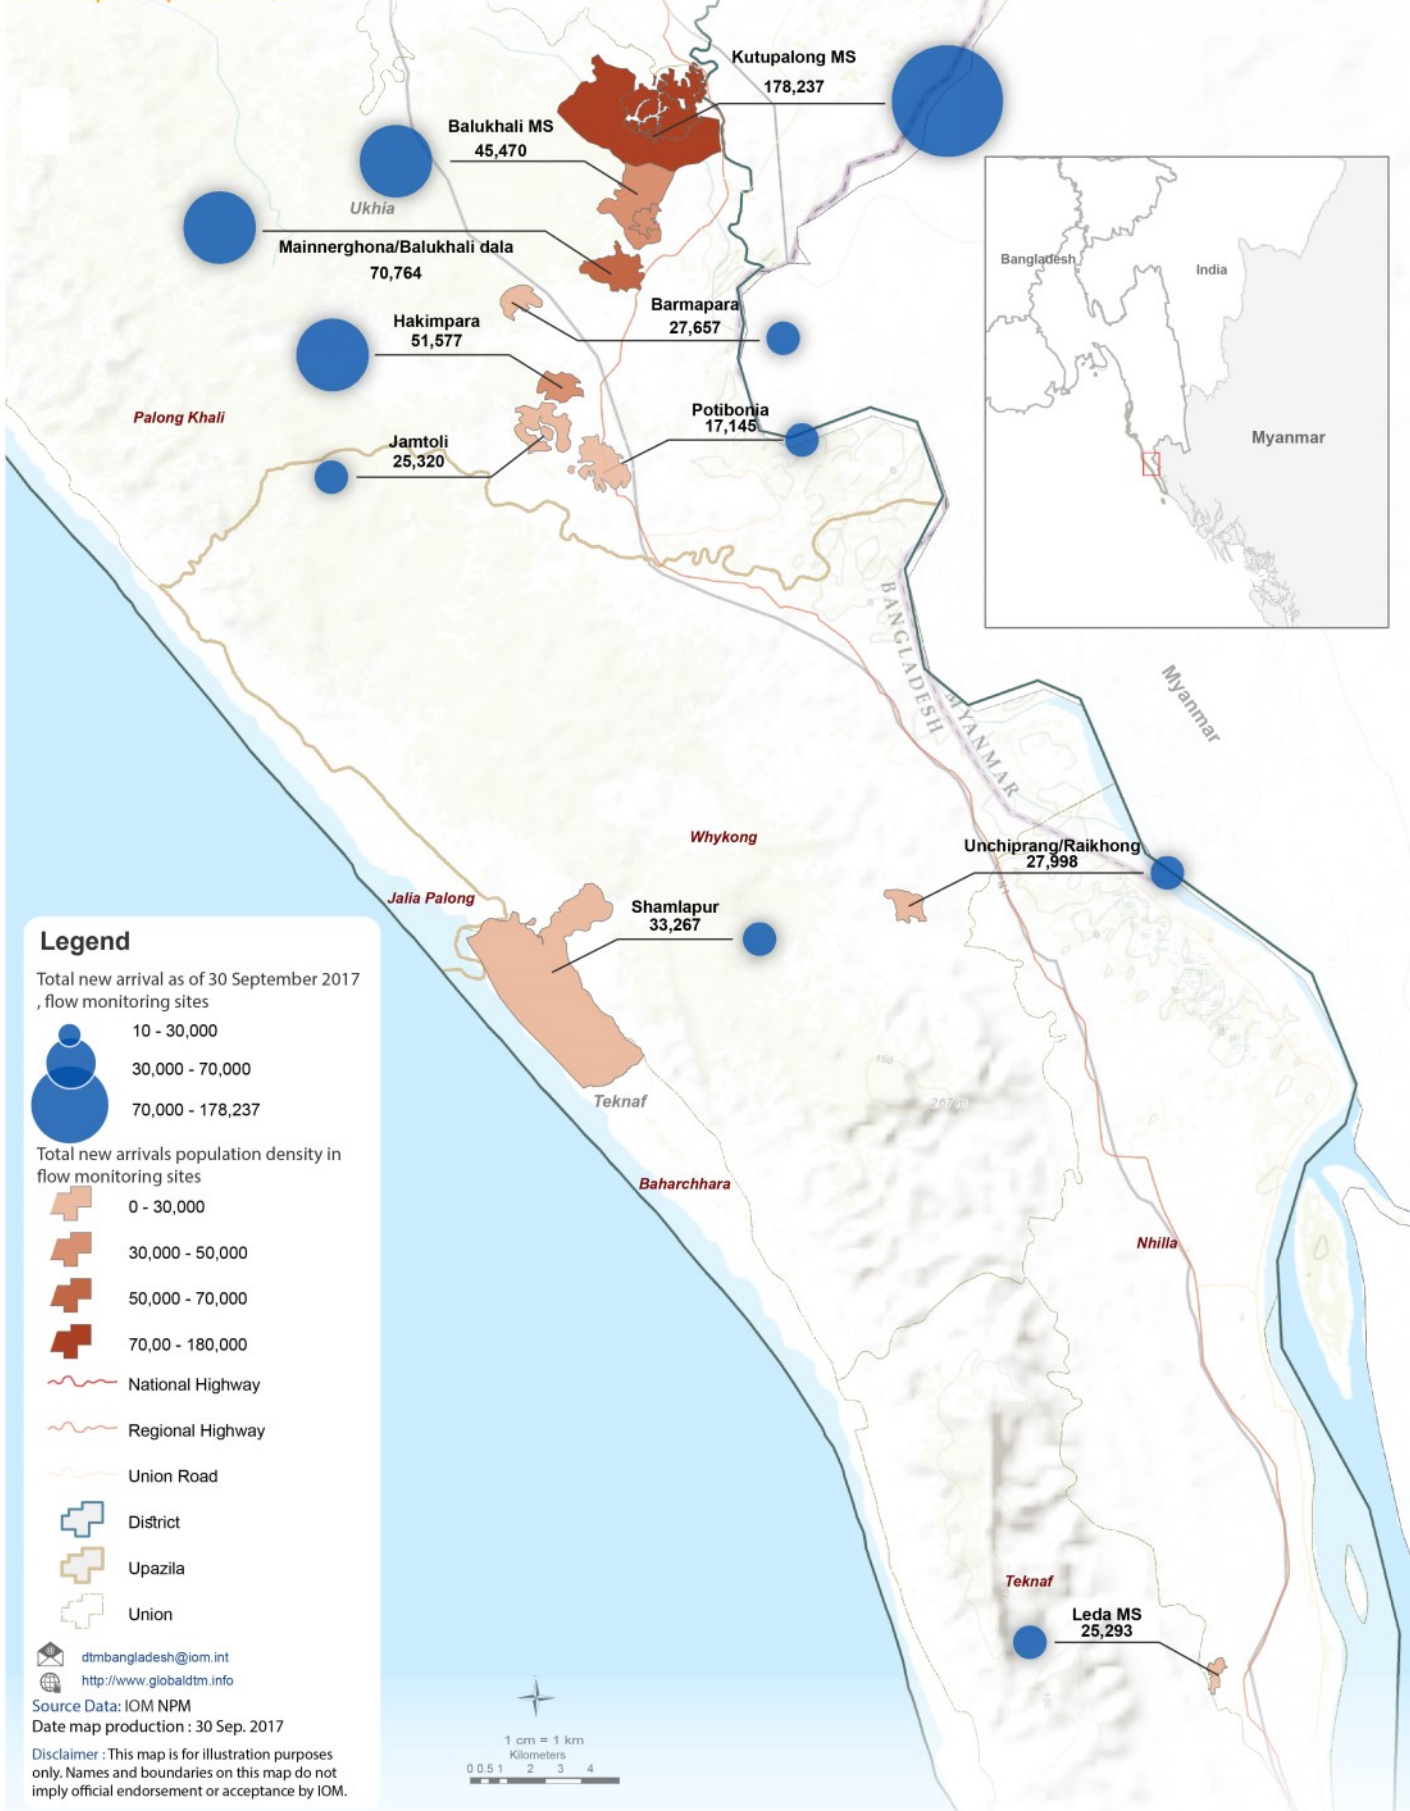 Kutupalong MS
178,237
Balukhali MS
45,470
Ukhia
Mainnerghona/Balukhali dala
70,764
Bangladesh
India
Myanmar
Barmapara
27,657
Hakimpara
51,577
Palong Khali
Potibonia
17,145
Jamtoli
25,320
BANGLADESH
MYANMAR
Myanmar
Whykong
Unchiprang/Raikhong
27,998
N1
Jalia Palong
Shamlapur
33,267
150
267 m
Teknaf
Baharchhara
Nhilla
Teknaf
Leda MS
25,293
150
Legend
Total new arrival as of 30 September 2017
, flow monitoring sites
10 - 30,000
30,000 - 70,000
70,000 - 178,237
Total new arrivals population density in
flow monitoring sites
0 - 30,000
30,000 - 50,000
50,000 - 70,000
70,00 - 180,000
National Highway
Regional Highway
Union Road
District
Upazila
Union
dtmbangladesh@iom.int
http://www.globaldtm.info
Source Data: IOM NPM
Date map production : 30 Sep. 2017
Disclaimer : This map is for illustration purposes
only. Names and boundaries on this map do not
imply official endorsement or acceptance by IOM.
1 cm = 1 km
Kilometers
0 0.5 1 2 3 4